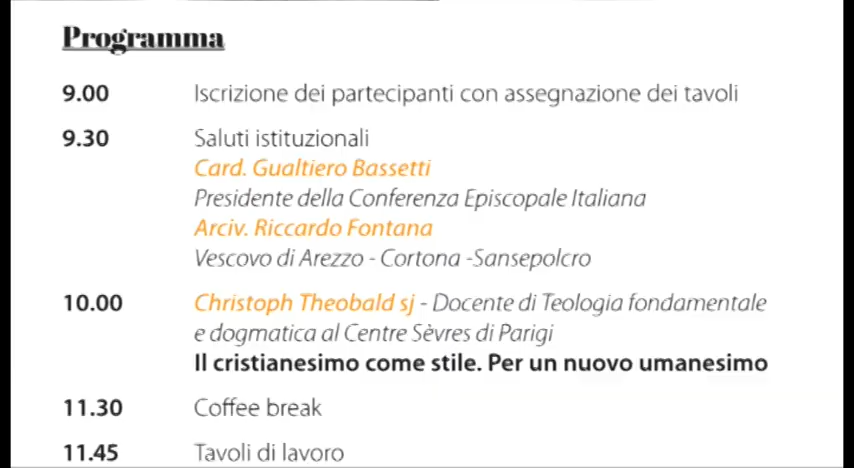 Programma
9.00 Iscrizione dei partecipanti con assegnazione dei tavoli
9.30 Saluti istituzionali
Card. Gualtiero Bassetti
Presidente della Conferenza Episcopale Italiana
Arciv. Riccardo Fontana
Vescovo di Arezzo - Cortona -Sansepolcro
10.00 Christoph Theobald sj - Docente di Teologia fondamentale
e dogmatica al Centre Sèvres di Parigi
Il cristianesimo come stile. Per un nuovo umanesimo
11.30 Coffee break
11.45 Tavoli di lavoro